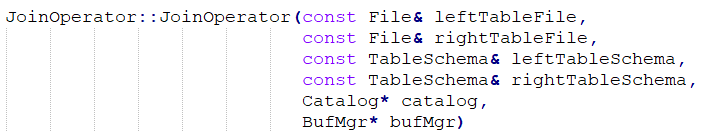 JoinOperator::JoinOperator(const File& leftTableFile,
const File& rightTableFile,
const TableSchema& leftTableSchema,
const TableSchema& rightTableSchema,
Catalog* catalog,
BufMgr* bufMgr)